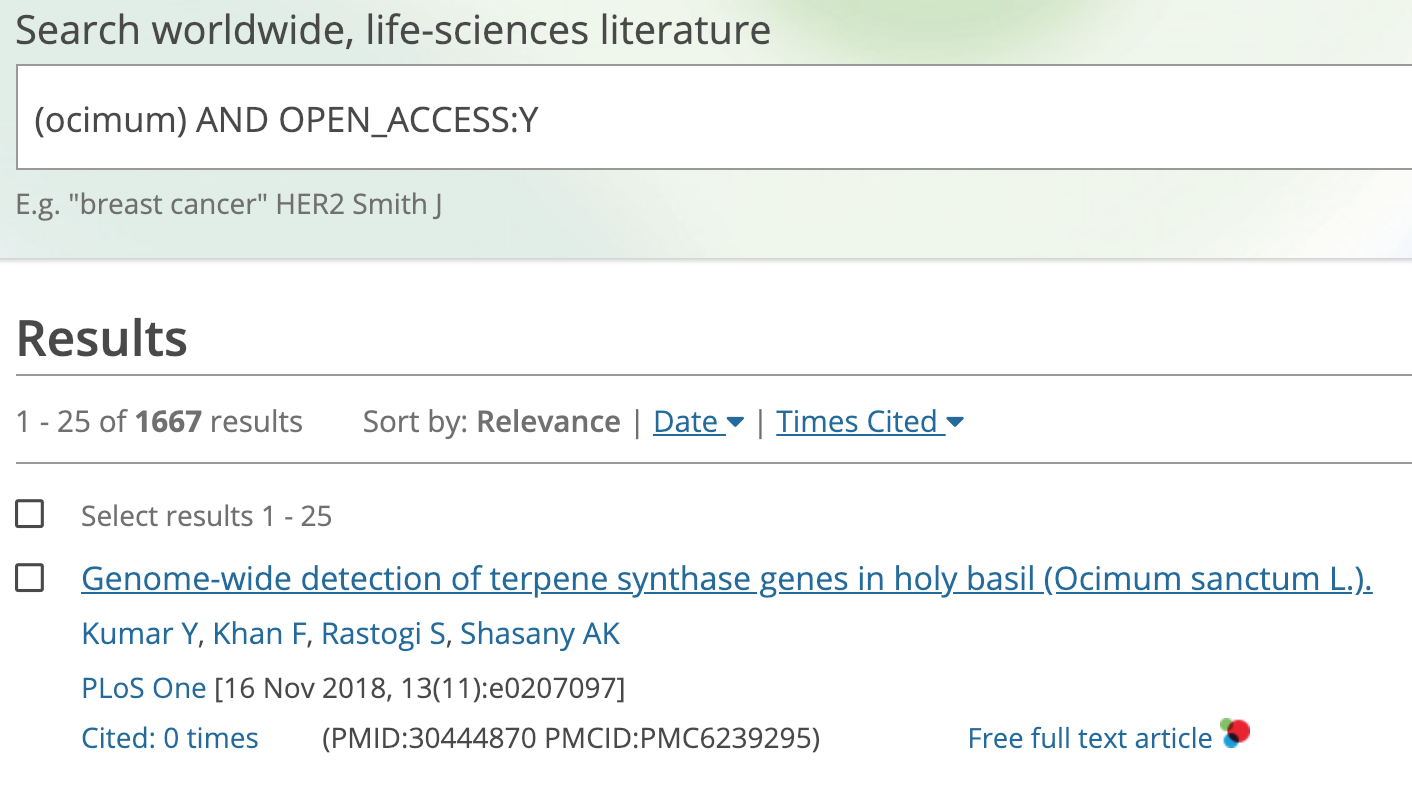 Search worldwide, life-sciences literature
(ocimum) AND OPEN_ACCESS:Y
E.g. "breast cancer" HER2 Smith J
Results
1 - 25 of 1667 results Sort by: Relevance | Date | Times Cited
Select results 1 - 25
Genome-wide detection of terpene synthase genes in holy basil (Ocimum sanctum L.).
Kumar Y, Khan F, Rastogi S, Shasany AK
PLoS One [16 Nov 2018, 13(11):e0207097]
Cited: 0 times (PMID:30444870 PMCID:PMC6239295) Free full text article